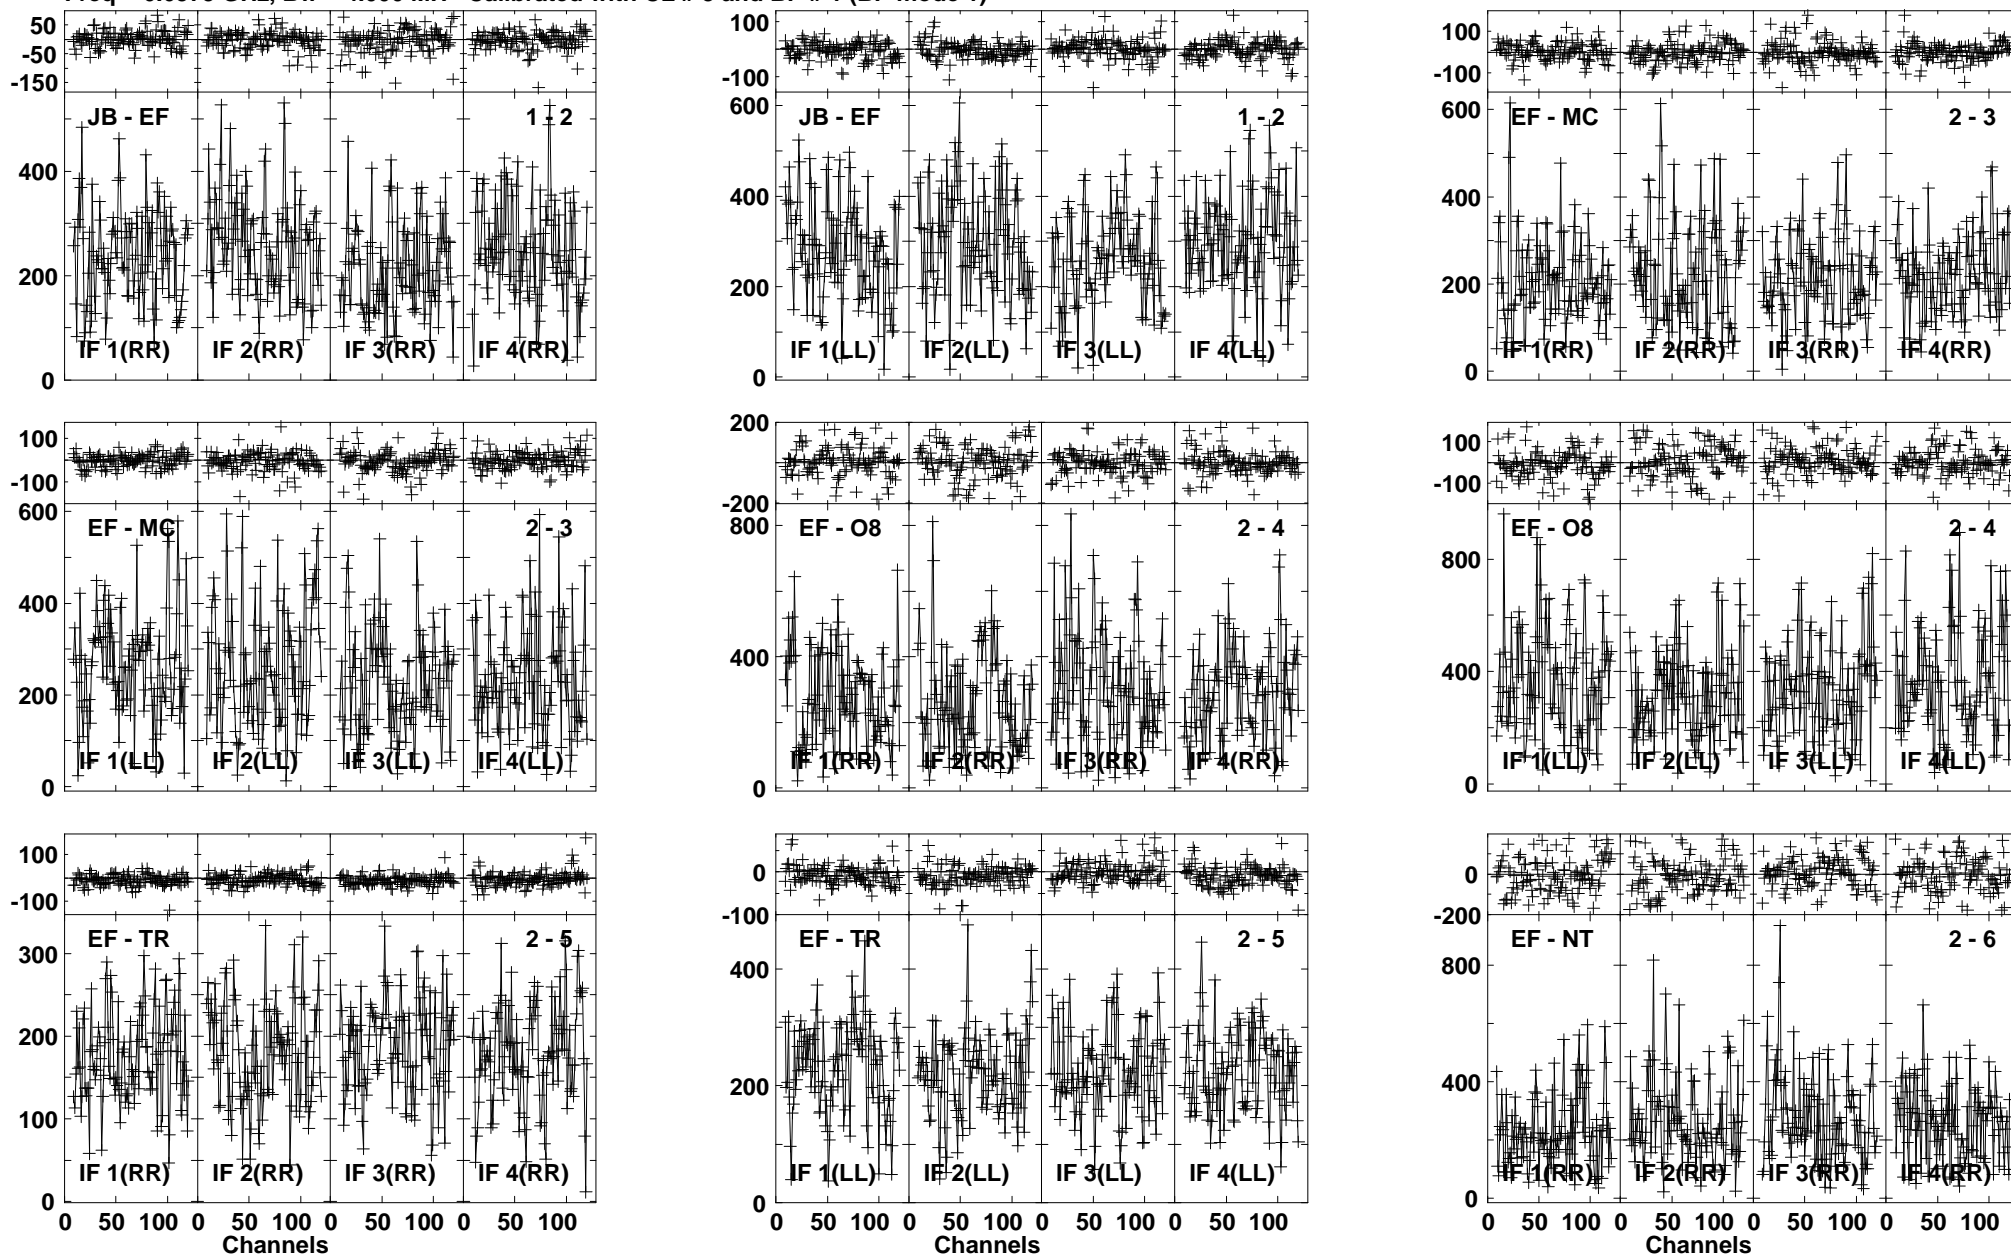 Calibrated with and
50
-50
-150
JB - EF
1 - 2
400
200
0
IF 1(RR)
IF 2(RR)
IF 3(RR)
IF 4(RR)
100
-100
600
JB - EF
1 - 2
400
200
0
IF 1(LL)
IF 2(LL)
IF 3(LL)
IF 4(LL)
100
-100
600
EF - MC
2 - 3
400
200
0
IF 1(RR)
IF 2(RR)
IF 3(RR)
IF 4(RR)
100
-100
600
EF - MC
2 - 3
400
200
0
IF 1(LL)
IF 2(LL)
IF 3(LL)
IF 4(LL)
200
0
-200
800
EF - O8
2 - 4
400
0
IF 1(RR)
IF 2(RR)
IF 3(RR)
IF 4(RR)
100
-100
EF - O8
2 - 4
800
400
0
IF 1(LL)
IF 2(LL)
IF 3(LL)
IF 4(LL)
100
-100
EF - TR
2 - 5
300
200
100
0
IF 1(RR)
IF 2(RR)
IF 3(RR)
IF 4(RR)
0 50 100 0 50 100 0 50 100 0 50 100
Channels
0
-100
EF - TR
2 - 5
400
200
0
IF 1(LL)
IF 2(LL)
IF 3(LL)
IF 4(LL)
0 50 100 0 50 100 0 50 100 0 50 100
Channels
0
-200
EF - NT
2 - 6
800
400
0
IF 1(RR)
IF 2(RR)
IF 3(RR)
IF 4(RR)
0 50 100 0 50 100 0 50 100 0 50 100
Channels